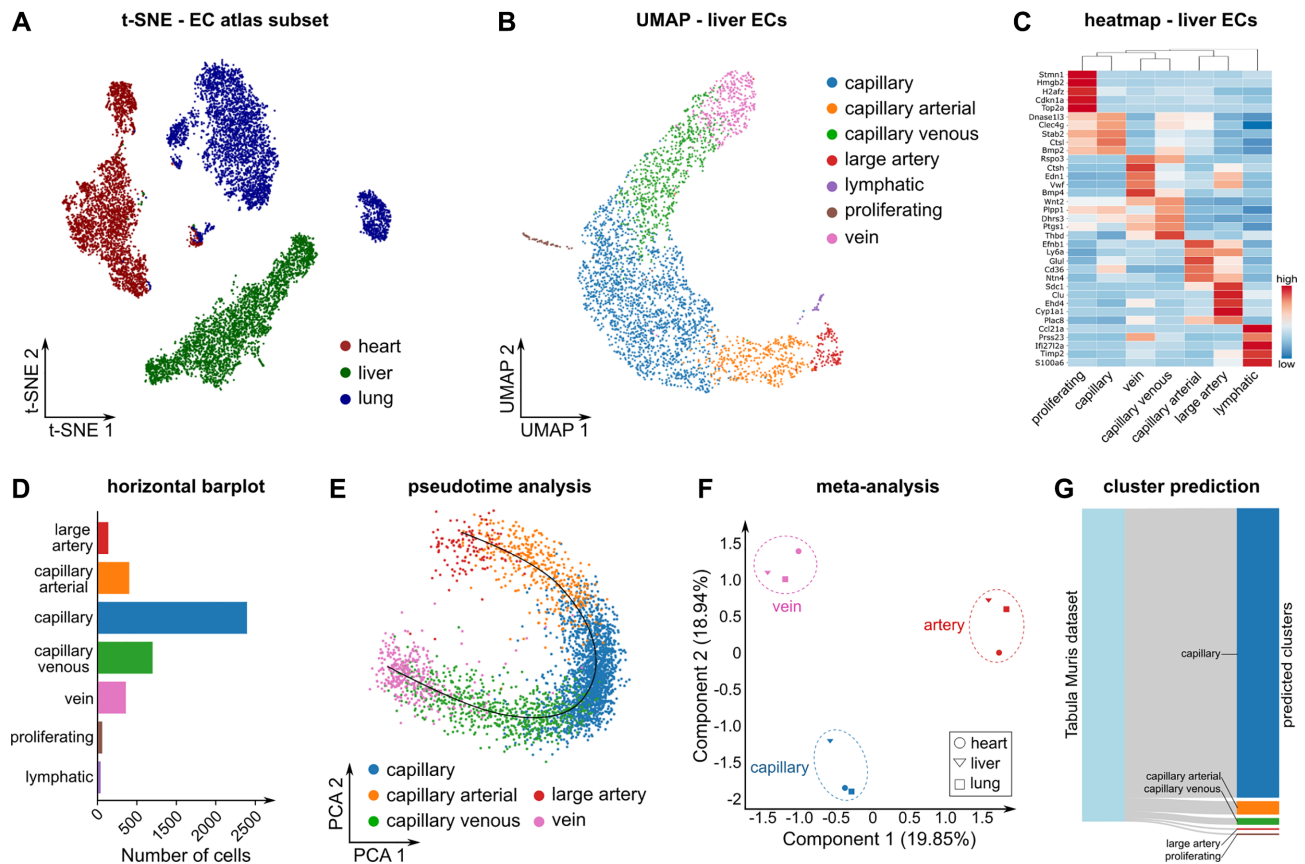 A
t-SNE - EC atlas subset
t-SNE 2
t-SNE 1
heart
liver
lung
B
UMAP - liver ECs
capillary
capillary arterial
capillary venous
large artery
lymphatic
proliferating
vein
UMAP 2
UMAP 1
C
heatmap - liver ECs
Stmn1
Hmgb2
H2afz
Cdkn1a
Top2a
Dnase1l3
Clec4g
Stab2
Ctsl
Bmp2
Rspo3
Ctsh
Edn1
Vwf
Bmp4
Wnt2
Plpp1
Dhrs3
Ptgs1
Thbd
Efnb1
Ly6a
Glul
Cd36
Ntn4
Sdc1
Clu
Ehd4
Cyp1a1
Plac8
Ccl21a
Prss23
Ifi27l2a
Timp2
S100a6
high
low
proliferating
capillary
vein
capillary venous
capillary arterial
large artery
lymphatic
D
horizontal barplot
large
artery
capillary
arterial
capillary
capillary
venous
vein
proliferating
lymphatic
0
500
1000
1500
2000
2500
Number of cells
E
pseudotime analysis
PCA 2
PCA 1
capillary
capillary arterial
capillary venous
large artery
vein
F
meta-analysis
Component 2 (18.94%)
1.5
1.0
0.5
0
-0.5
-1.0
-1.5
-2
vein
artery
capillary
heart
liver
lung
-1.5
-1.0
-0.5
0
0.5
1.0
1.5
Component 1 (19.85%)
G
cluster prediction
Tabula Muris dataset
predicted clusters
capillary
capillary arterial
capillary venous
large artery
proliferating